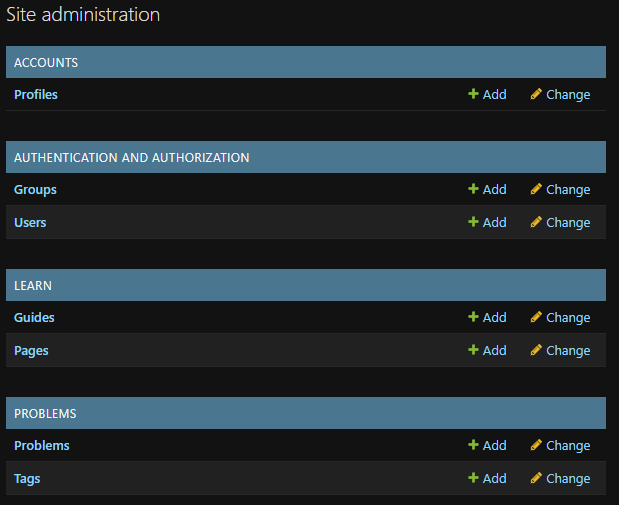 Site administration
ACCOUNTS
Profiles Add Change
AUTHENTICATION AND AUTHORIZATION
Groups Add Change
Users Add Change
LEARN
Guides Add Change
Pages Add Change
PROBLEMS
Problems Add Change
Tags Add Change